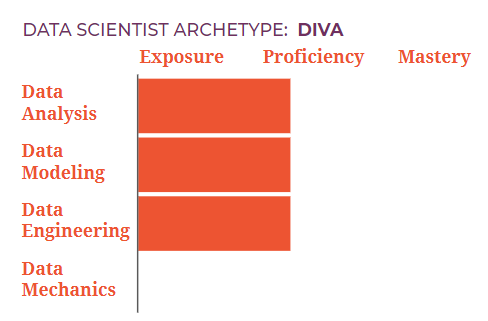 DATA SCIENTIST ARCHETYPE: DIVA
Exposure Proficiency Mastery
Data
Analysis
Data
Modeling
Data
Engineering
Data
Mechanics